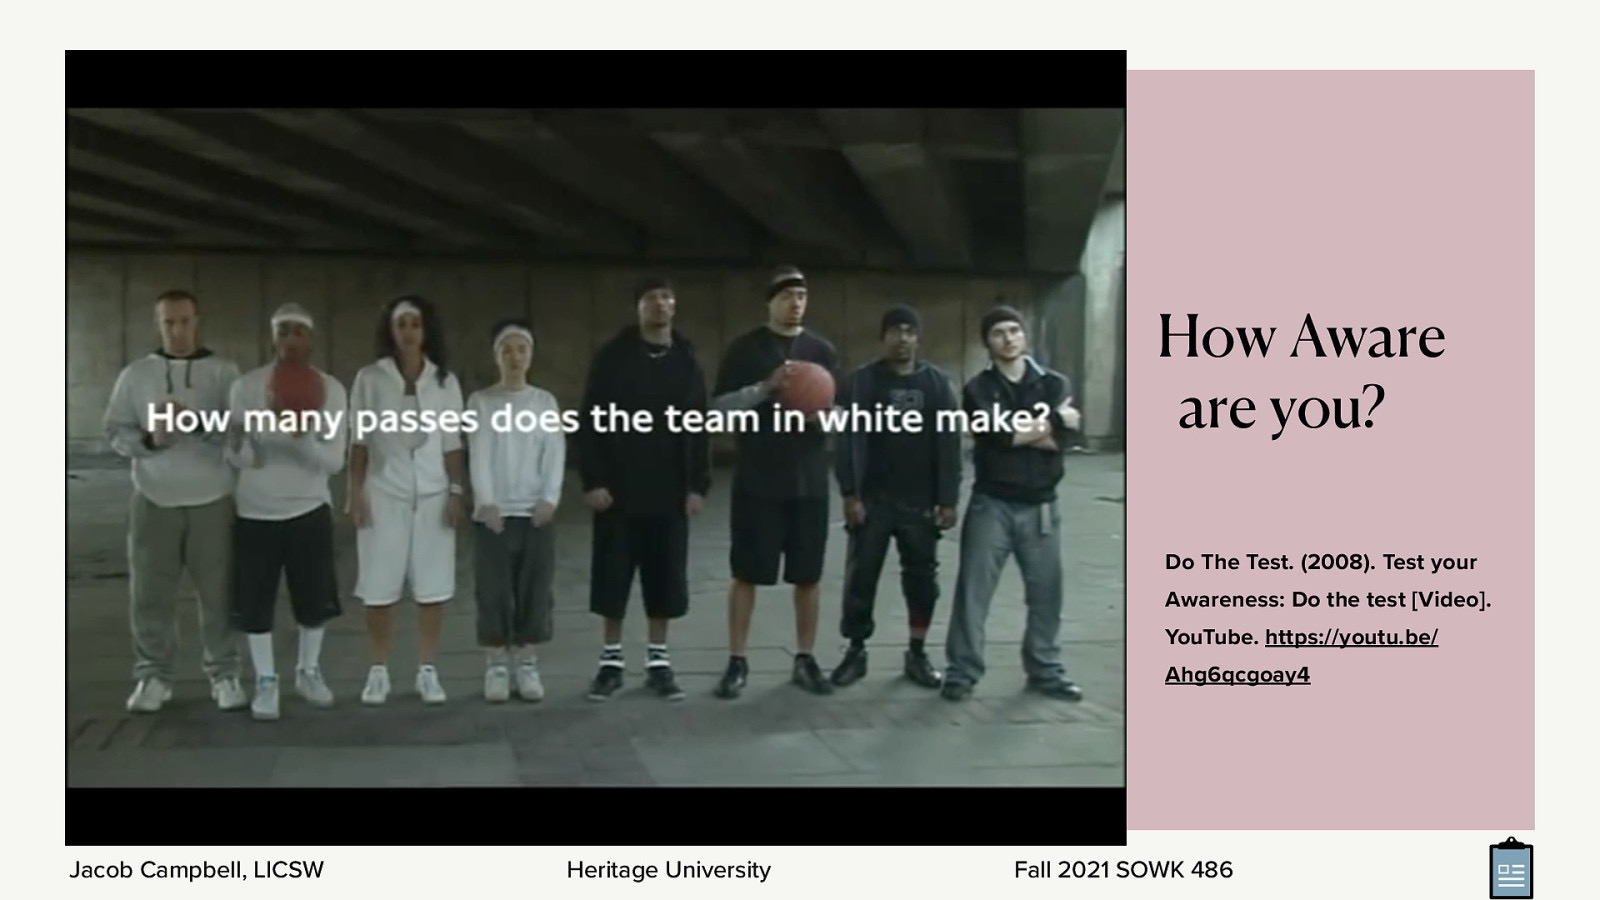 How many passes does the team in white make?
How Aware
are you?
Do The Test. (2008). Test your
Awareness: Do the test [Video].
YouTube. https://youtu.be/
Ahg6qcgoay4
Jacob Campbell, LICSW
Heritage University
Fall 2021 SOWK 486